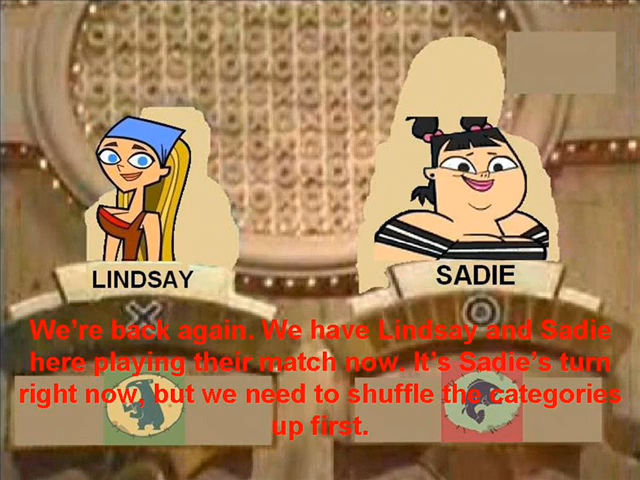 LINDSAY
SADIE
We're back again. We have Lindsay and Sadie
here playing their match now. It's Sadie's turn
right now, but we need to shuffle the categories
up first.